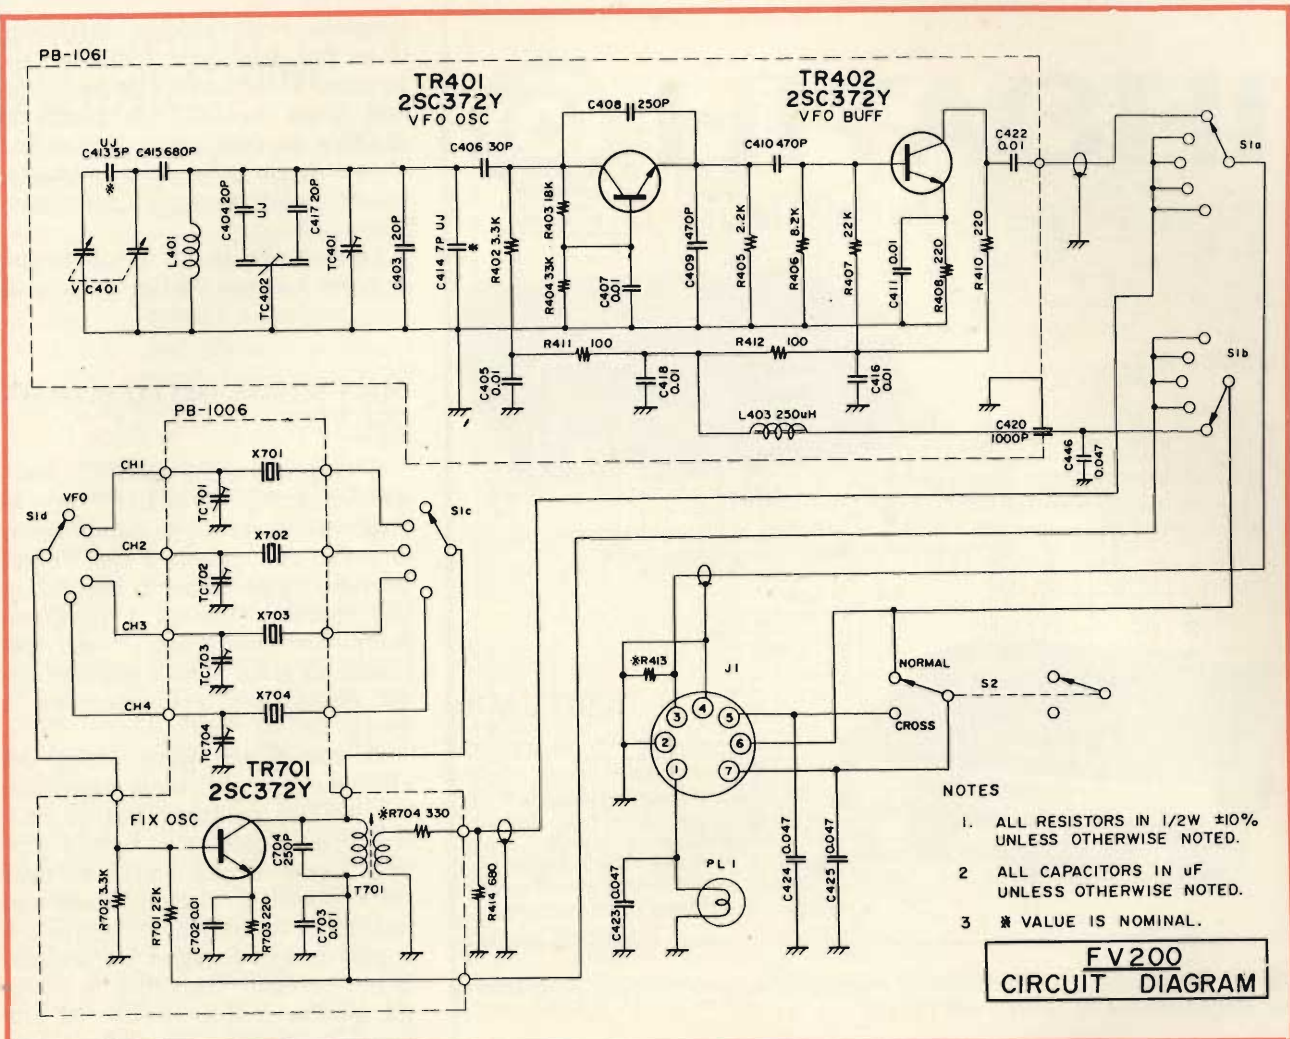 PB-1061
TR401
2SC372Y
VFO OSC
TR402
2SC372Y
VFO BUFF
UJ
C413 5P
※
C415 680P
C406 30P
C408 250P
C410 470P
C422
0.01
S1a
VC401
L401
C404 20P
UJ
C417 20P
TC402
TC401
C403 20P
C414 7P UJ
※
R402 3.3K
R403 18K
R404 33K
C407
0.01
C409 470P
R405 2.2K
R406 8.2K
R407 22K
C411 0.01
R408 220
R410 220
R411 100
R412 100
C405
0.01
C418
0.01
C416
0.01
L403 250uH
C420
1000P
C446
0.047
S1b
PB-1006
CH1
X701
TC701
S1d
VFO
S1c
CH2
X702
TC702
CH3
X703
TC703
CH4
X704
TC704
TR701
2SC372Y
FIX OSC
C704
250P
※R704 330
T701
R702 3.3K
R701 22K
C702 0.01
R703 220
C703
0.01
R414 680
※R413
J1
1
2
3
4
5
6
7
NORMAL
CROSS
S2
PL1
C423 0.047
C424 0.047
C425 0.047
NOTES
1. ALL RESISTORS IN 1/2W ±10%
UNLESS OTHERWISE NOTED.
2 ALL CAPACITORS IN uF
UNLESS OTHERWISE NOTED.
3 ※ VALUE IS NOMINAL.
FV200
CIRCUIT DIAGRAM